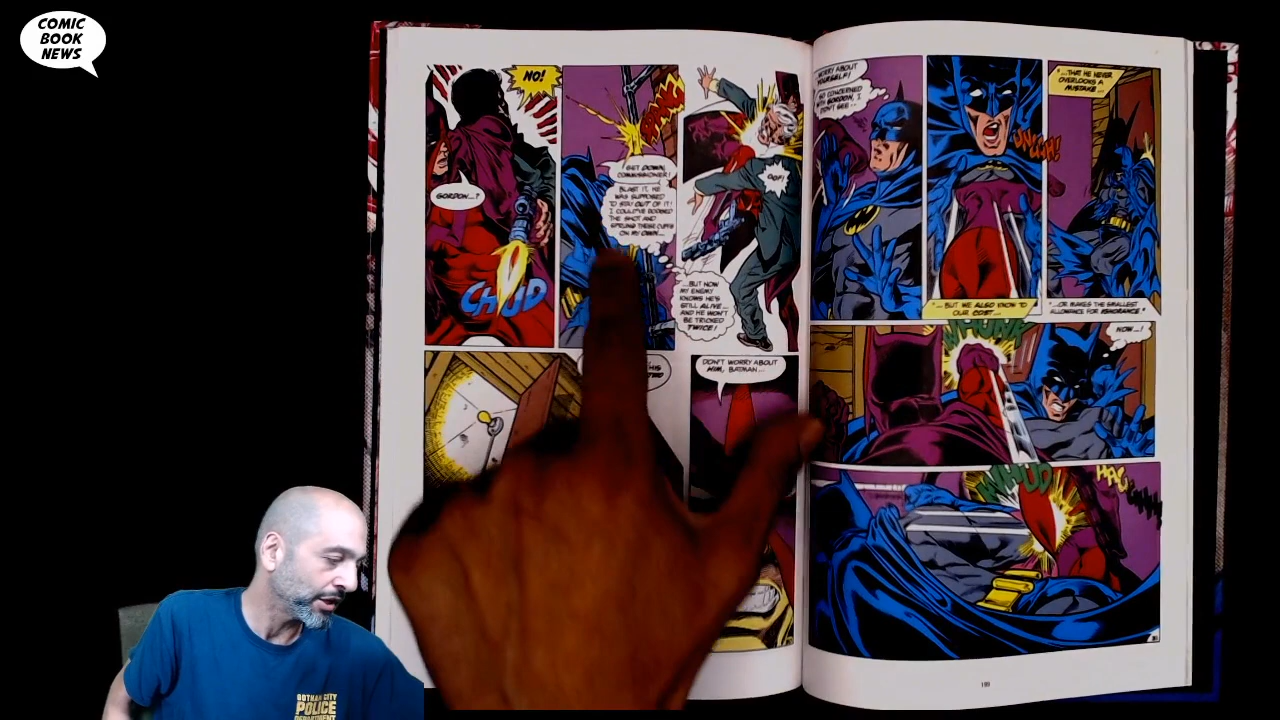 COMIC
BOOK
NEWS
NO!
GORDON...?
CHUD
GET DOWN,
COMMISSIONER!
BLAST IT, HE
WAS SUPPOSED
TO STAY OUT OF IT!
I COULD'VE DODGED
THE SHOT AND
SPRUNG THESE CUFFS
ON MY OWN...
OOF!
...BUT NOW
MY ENEMY
KNOWS HE'S
STILL ALIVE...
AND HE WON'T
BE TRICKED
TWICE!
HIS
DON'T WORRY ABOUT
HIM, BATMAN...
WORRY ABOUT
YOURSELF!
SO CONCERNED
WITH GORDON, I
DIDN'T SEE--
UNGH!
"...BUT WE ALSO KNOW TO
OUR COST...
"...THAT HE NEVER
OVERLOOKS A
MISTAKE...
"...OR MAKES THE SMALLEST
ALLOWANCE FOR IGNORANCE."
NOW...!
GOTHAM CITY
POLICE
DEPARTMENT